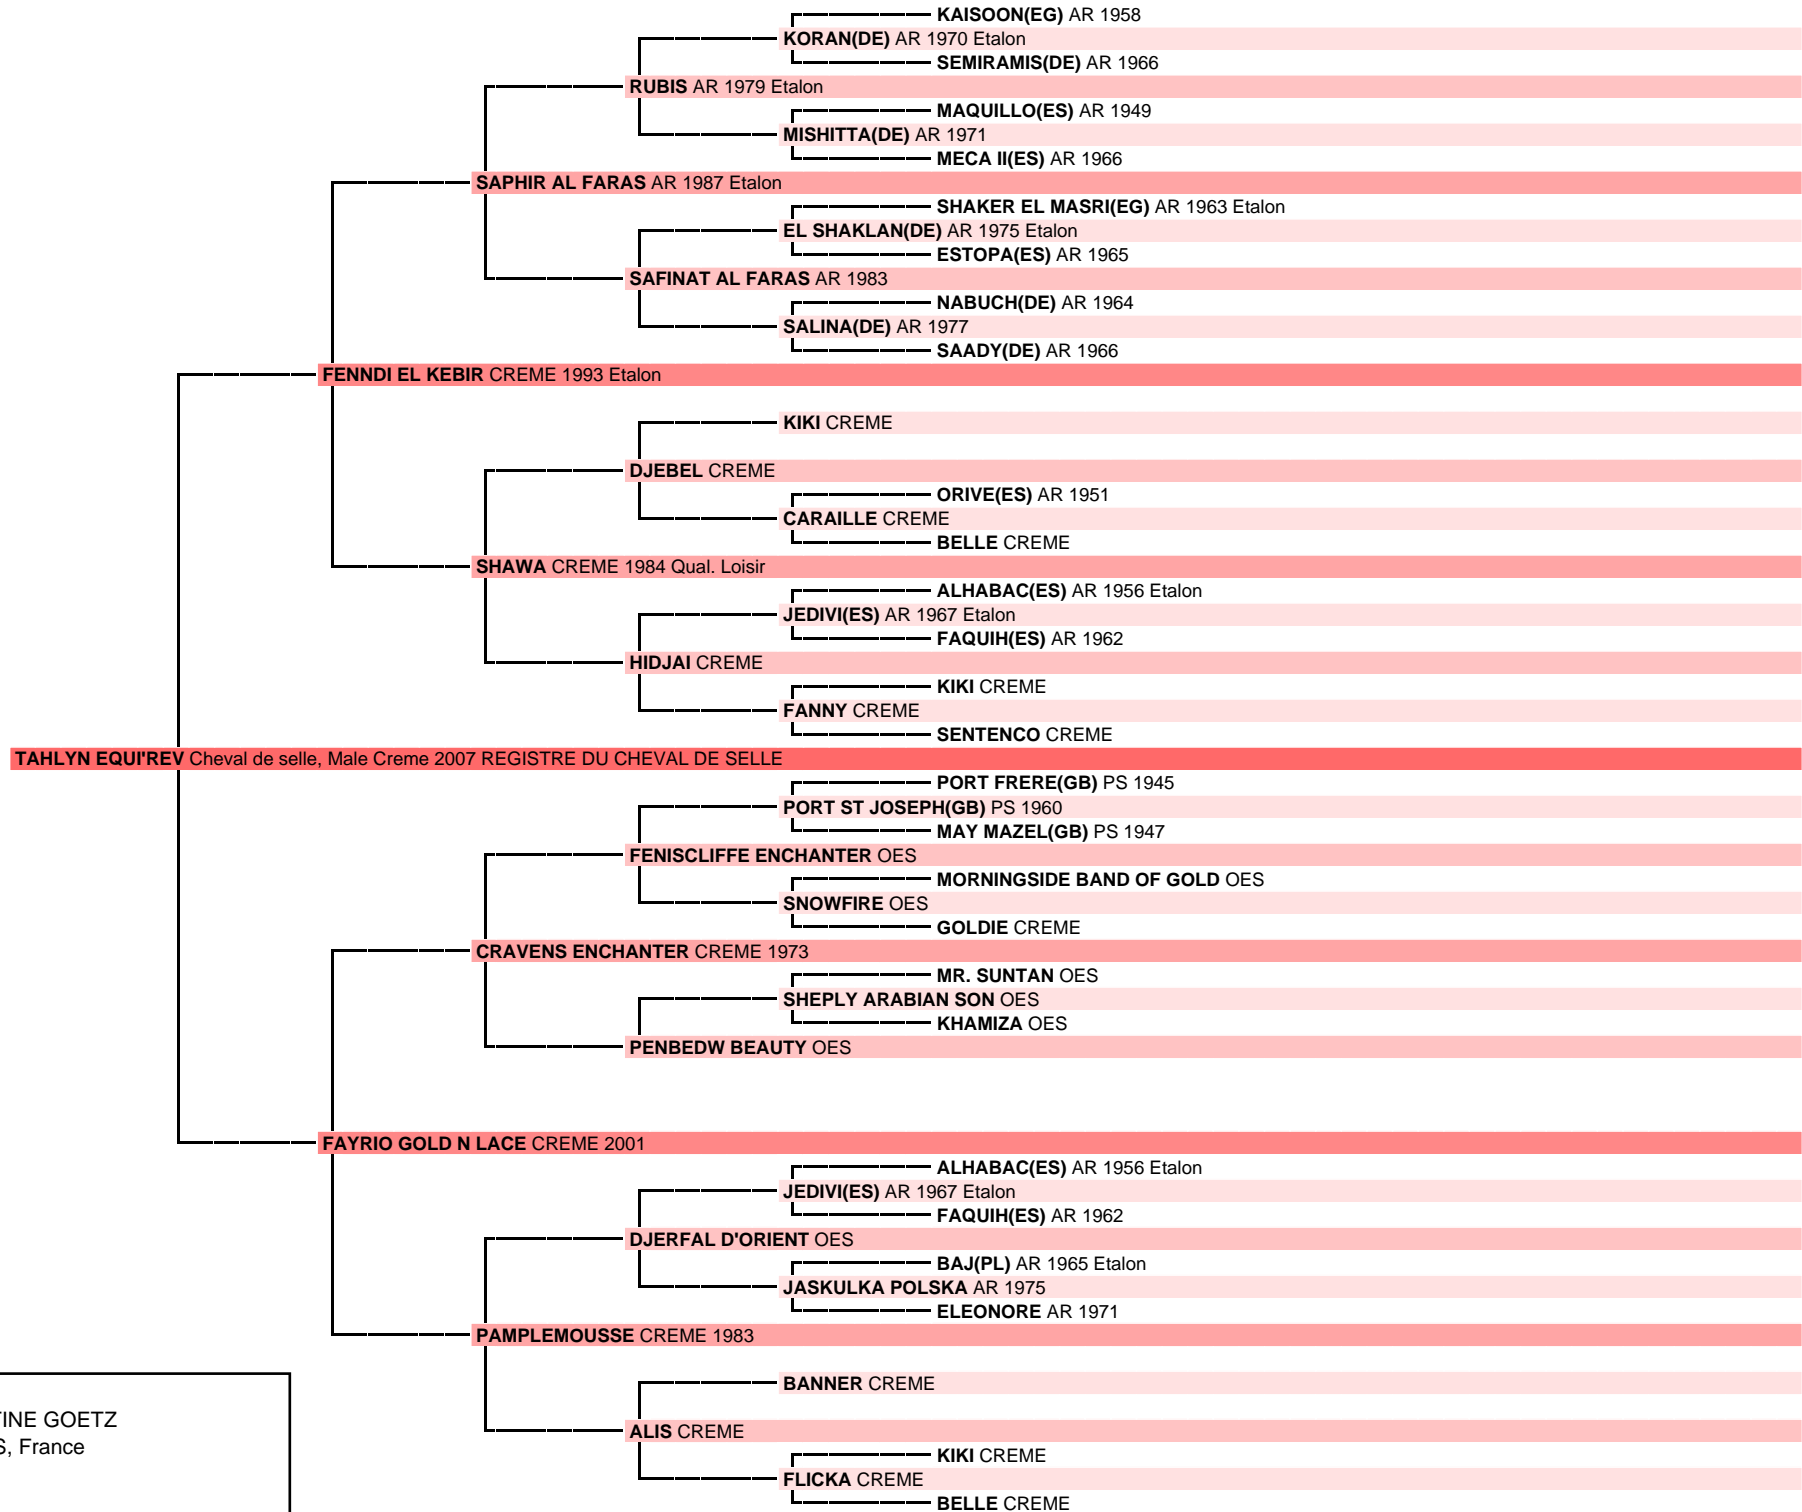 KAISOON(EG) AR 1958
KORAN(DE) AR 1970 Etalon
SEMIRAMIS(DE) AR 1966
RUBIS AR 1979 Etalon
MAQUILLO(ES) AR 1949
MISHITTA(DE) AR 1971
MECA II(ES) AR 1966
SAPHIR AL FARAS AR 1987 Etalon
SHAKER EL MASRI(EG) AR 1963 Etalon
EL SHAKLAN(DE) AR 1975 Etalon
ESTOPA(ES) AR 1965
SAFINAT AL FARAS AR 1983
NABUCH(DE) AR 1964
SALINA(DE) AR 1977
SAADY(DE) AR 1966
FENNDI EL KEBIR CREME 1993 Etalon
KIKI CREME
DJEBEL CREME
ORIVE(ES) AR 1951
CARAILLE CREME
BELLE CREME
SHAWA CREME 1984 Qual. Loisir
ALHABAC(ES) AR 1956 Etalon
JEDIVI(ES) AR 1967 Etalon
FAQUIH(ES) AR 1962
HIDJAI CREME
KIKI CREME
FANNY CREME
SENTENCO CREME
TAHLYN EQUI'REV Cheval de selle, Male Creme 2007 REGISTRE DU CHEVAL DE SELLE
PORT FRERE(GB) PS 1945
PORT ST JOSEPH(GB) PS 1960
MAY MAZEL(GB) PS 1947
FENISCLIFFE ENCHANTER OES
MORNINGSIDE BAND OF GOLD OES
SNOWFIRE OES
GOLDIE CREME
CRAVENS ENCHANTER CREME 1973
MR. SUNTAN OES
SHEPLY ARABIAN SON OES
KHAMIZA OES
PENBEDW BEAUTY OES
FAYRIO GOLD N LACE CREME 2001
ALHABAC(ES) AR 1956 Etalon
JEDIVI(ES) AR 1967 Etalon
FAQUIH(ES) AR 1962
DJERFAL D'ORIENT OES
BAJ(PL) AR 1965 Etalon
JASKULKA POLSKA AR 1975
ELEONORE AR 1971
PAMPLEMOUSSE CREME 1983
BANNER CREME
ALIS CREME
KIKI CREME
FLICKA CREME
BELLE CREME
TINE GOETZ
S, France